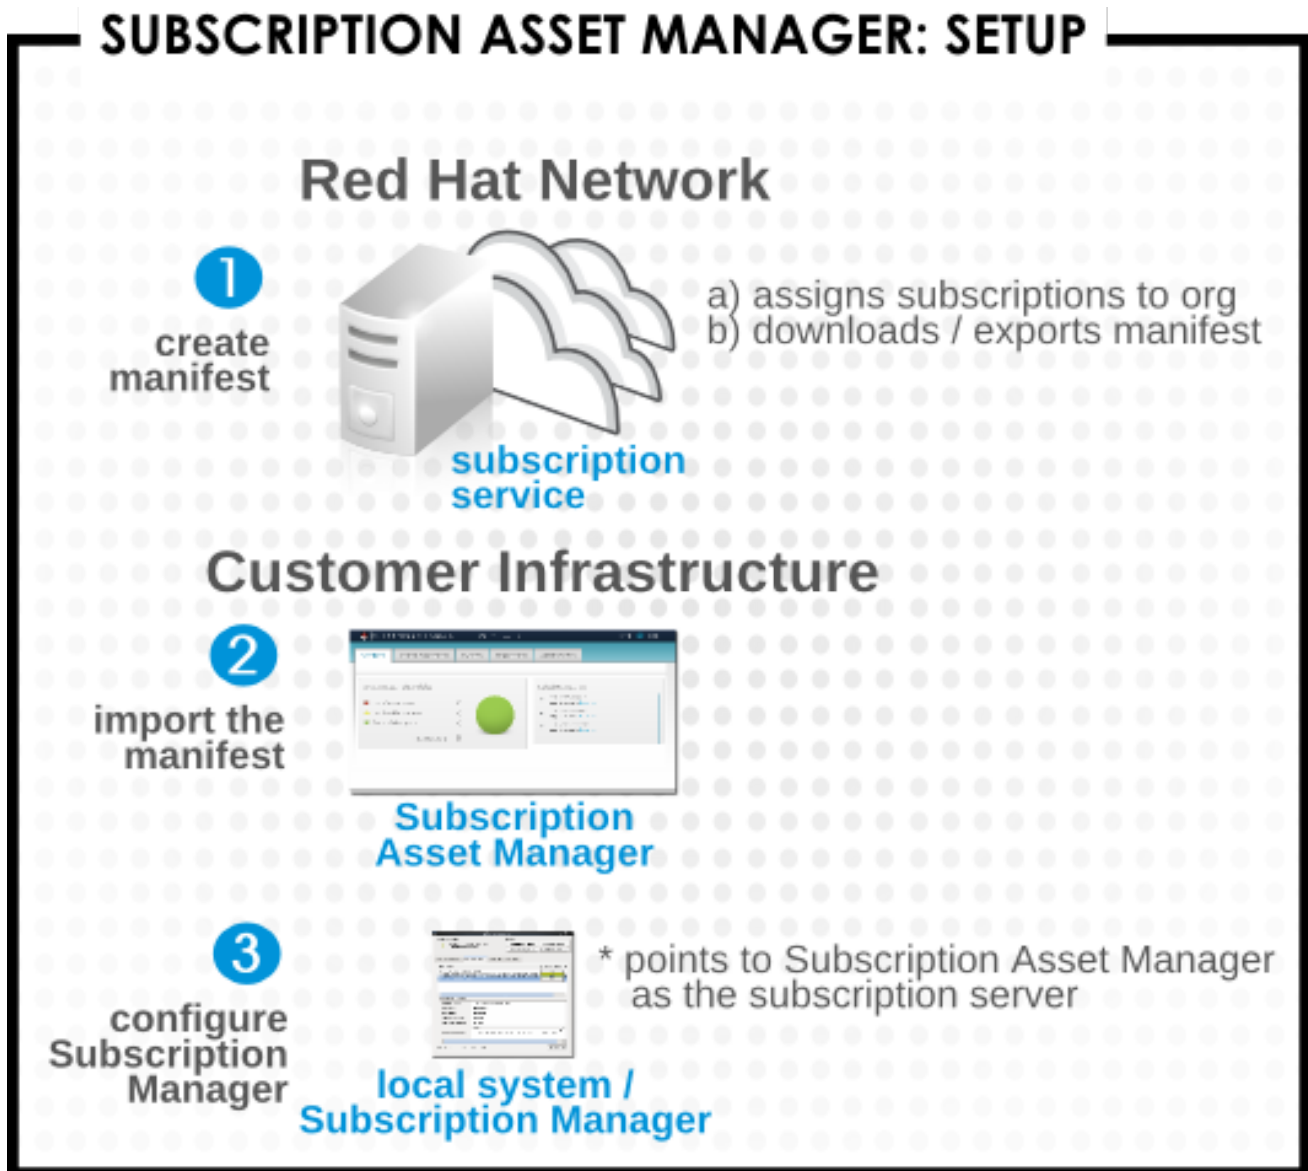 SUBSCRIPTION ASSET MANAGER: SETUP
Red Hat Network
1
create
manifest
a) assigns subscriptions to org
b) downloads / exports manifest
subscription
service
Customer Infrastructure
2
import the
manifest
Subscription
Asset Manager
3
configure
Subscription
Manager
* points to Subscription Asset Manager
as the subscription server
local system /
Subscription Manager